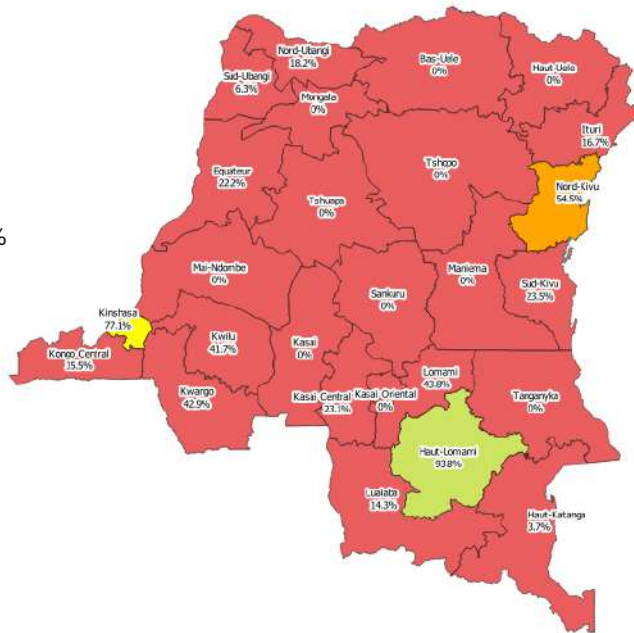 Nord-Ubangi
18.2%
Bas-Uele
0%
Haut-Uele
0%
Sud-Ubangi
6.3%
Mongala
0%
Ituri
16.7%
Tshopo
0%
Equateur
22.2%
Nord-Kivu
54.5%
Tshuapa
0%
%
Mai-Ndombe
0%
Maniema
0%
Sud-Kivu
23.5%
Sankuru
0%
Kinshasa
77.1%
Kwilu
41.7%
Kasai
0%
Kongo_Central
15.5%
Lomami
43.8%
Kwango
42.9%
Kasai_Central
23.1%
Kasai_Oriental
0%
Tanganyka
0%
Haut-Lomami
93.8%
Lualaba
14.3%
Haut-Katanga
3.7%